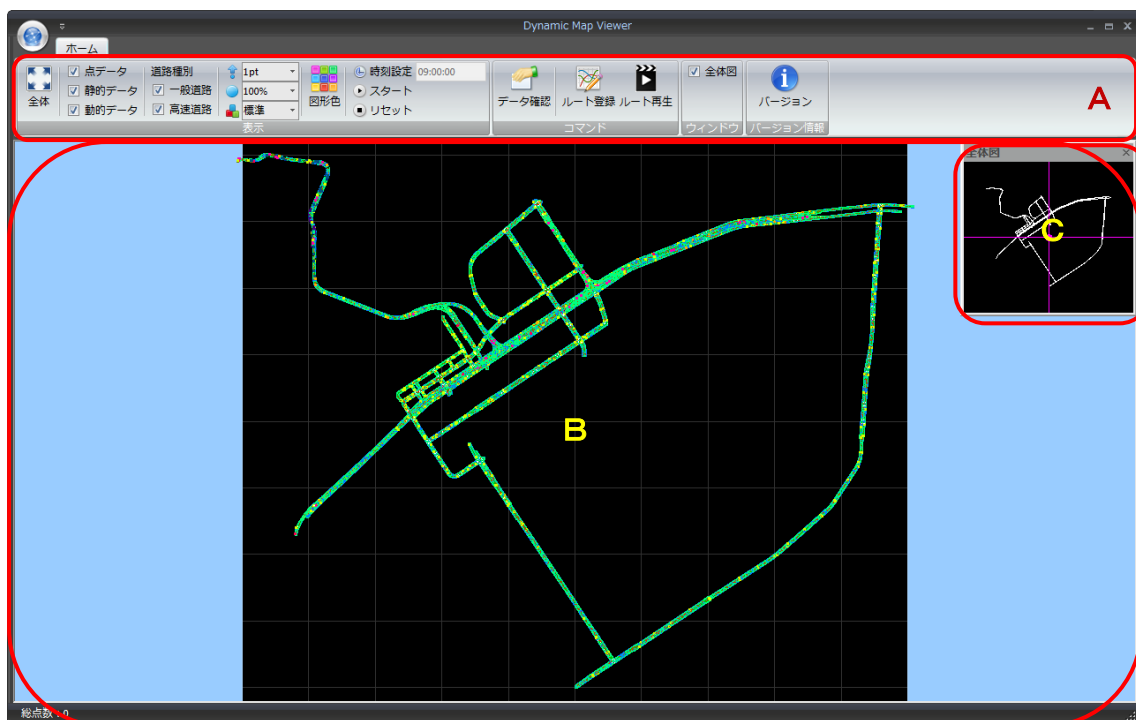 Dynamic Map Viewer
ホーム
全体
点データ
静的データ
動的データ
道路種別
一般道路
高速道路
1pt
100%
標準
図形色
時刻設定 09:00:00
スタート
リセット
表示
データ確認
ルート登録
ルート再生
コマンド
全体図
ウィンドウ
バージョン
バージョン情報
A
全体図
C
B
総点数：0